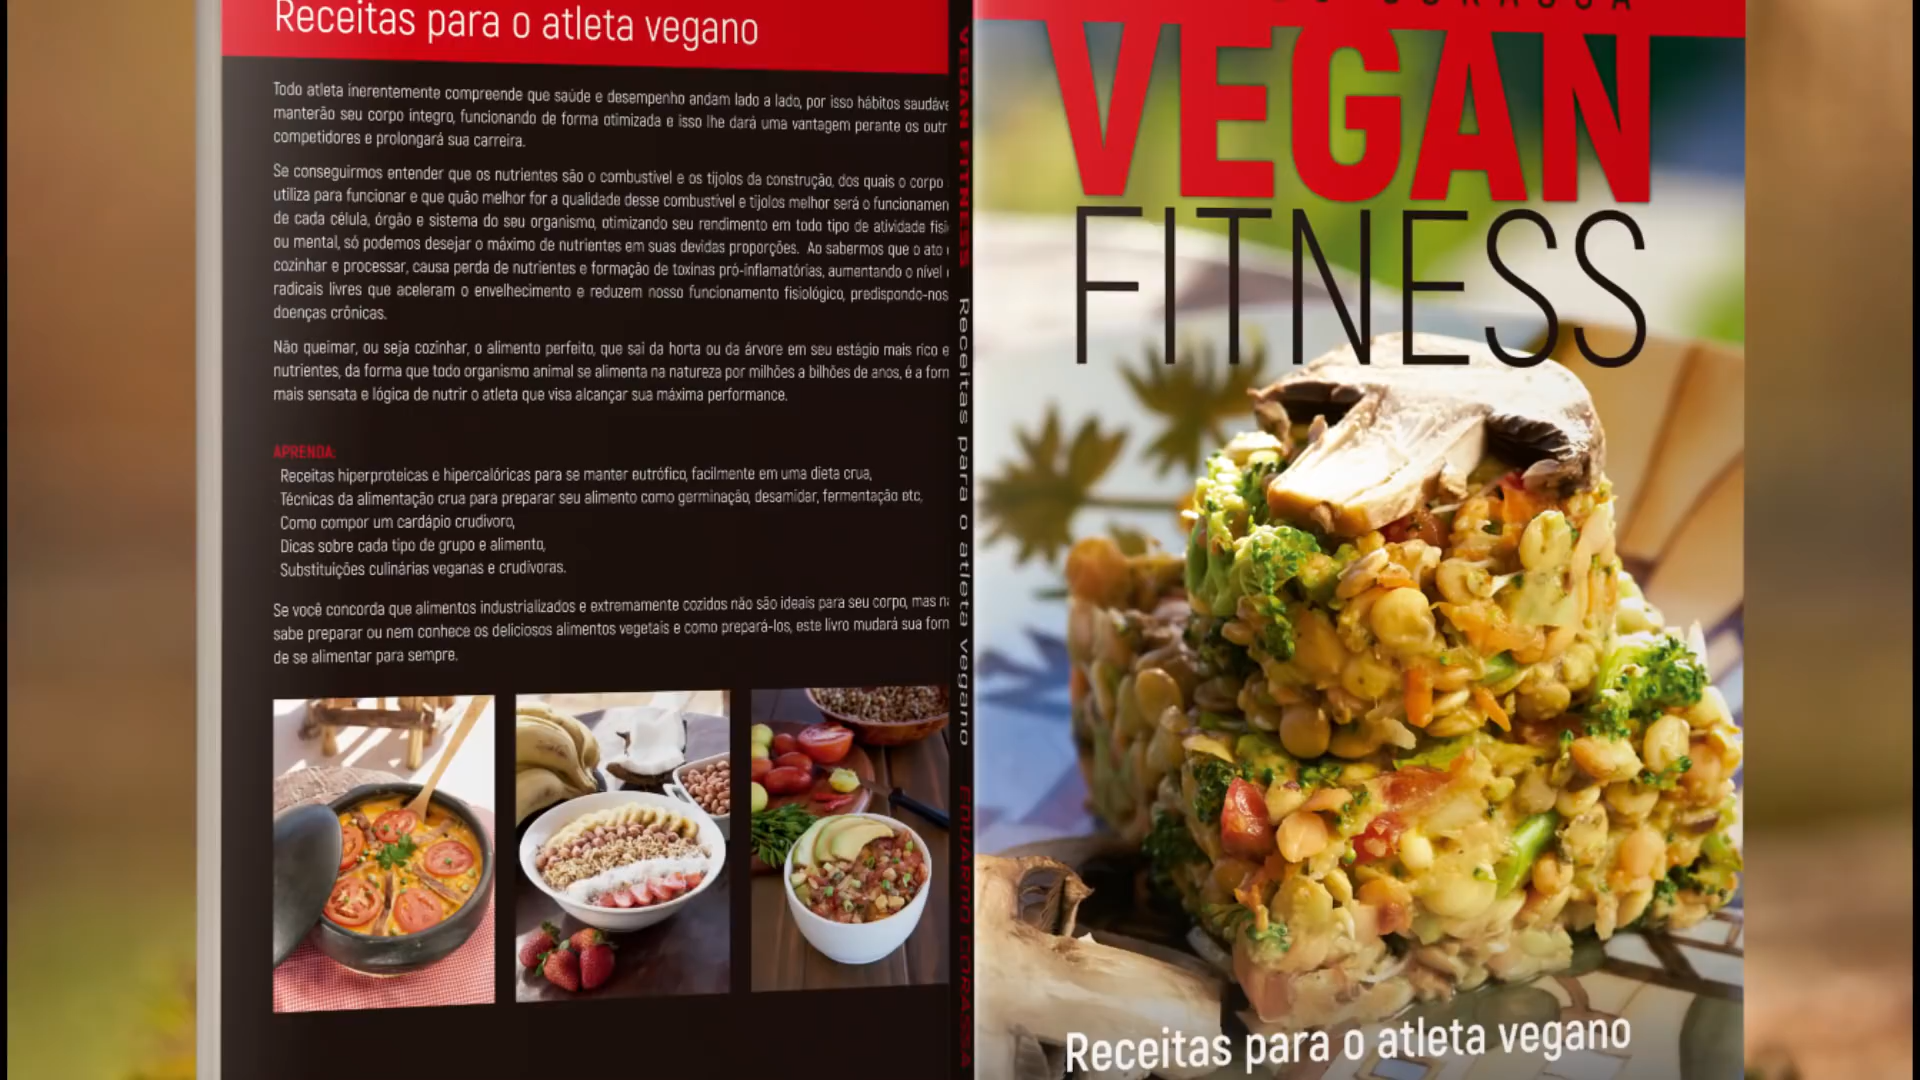 Receitas para o atleta vegano
Todo atleta inerentemente compreende que saúde e desempenho andam lado a lado, por isso hábitos
manterão seu corpo integro, funcionando de forma otimizada e isso lhe dará uma vantagem perante os
competidores e prolongará sua carreira.
Se conseguirmos entender que os nutrientes são o combustível e os tijolos da construção, dos quais o corpo
utiliza para funcionar e que quão melhor for a qualidade desse combustível e tijolos melhor será o
de cada célula, órgão e sistema do seu organismo, otimizando seu rendimento em todo tipo de atividade
ou mental, só podemos desejar o máximo de nutrientes em suas devidas proporções. Ao sabermos que o ato
cozinhar e processar, causa perda de nutrientes e formação de toxinas pró-inflamatórias, aumentando o nível
radicais livres que aceleram o envelhecimento e reduzem nosso funcionamento fisiológico, predispondo-nos
doenças crônicas.
Não queimar, ou seja cozinhar, o alimento perfeito, que sai da horta ou da árvore em seu estágio mais rico
nutrientes, da forma que todo organismo animal se alimenta na natureza por milhões a bilhões de anos, é a
mais sensata e lógica de nutrir o atleta que visa alcançar sua máxima performance.
APRENDA:
Receitas hiperproteicas e hipercalóricas para se manter eutrófico, facilmente em uma dieta crua,
Técnicas da alimentação crua para preparar seu alimento como germinação, desamidar, fermentação etc,
Como compor um cardápio crudívoro,
Dicas sobre cada tipo de grupo e alimento,
Substituições culinárias veganas e crudívoras.
Se você concorda que alimentos industrializados e extremamente cozidos não são ideais para seu corpo, mas
sabe preparar ou nem conhece os deliciosos alimentos vegetais e como prepará-los, este livro mudará sua
de se alimentar para sempre.
VEGAN FITNESS Receitas para o atleta vegano EDUARDO CORASSA
CORASSA
VEGAN
FITNESS
Receitas para o atleta vegano